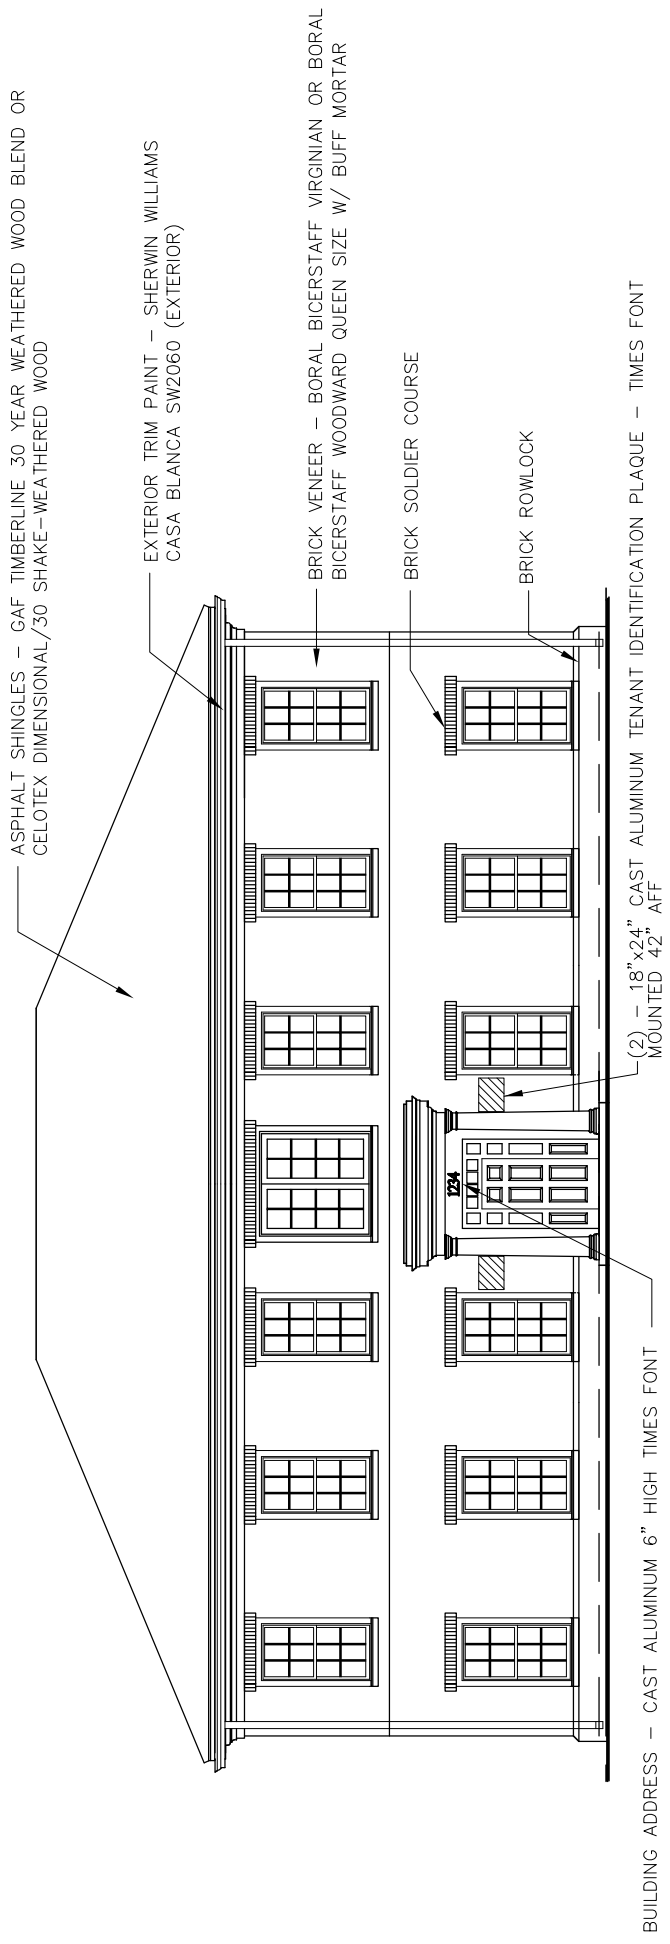 ASPHALT SHINGLES – GAF TIMBERLINE 30 YEAR WEATHERED WOOD BLEND OR
CELOTEX DIMENSIONAL/30 SHAKE-WEATHERED WOOD
EXTERIOR TRIM PAINT – SHERWIN WILLIAMS
CASA BLANCA SW2060 (EXTERIOR)
BRICK VENEER – BORAL BICERSTAFF VIRGINIAN OR BORAL
BICERSTAFF WOODWARD QUEEN SIZE W/ BUFF MORTAR
BRICK SOLDIER COURSE
BRICK ROWLOCK
1234
(2) – 18"x24" CAST ALUMINUM TENANT IDENTIFICATION PLAQUE – TIMES FONT
MOUNTED 42" AFF
BUILDING ADDRESS – CAST ALUMINUM 6" HIGH TIMES FONT